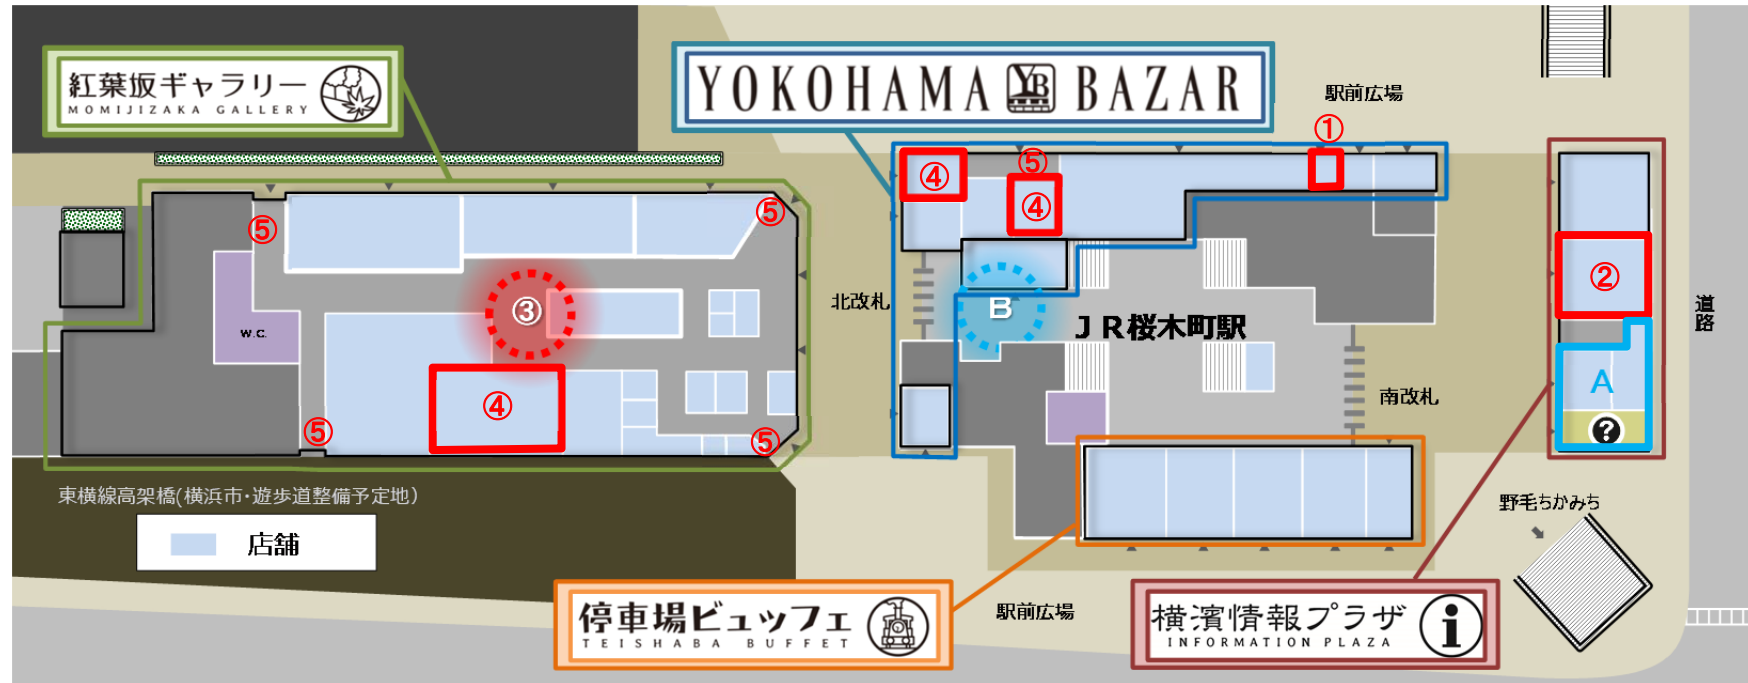 紅葉坂ギャラリー
MOMIJIZAKA GALLERY
YOKOHAMA YB BAZAR
駅前広場
①
④
⑤
④
②
⑤
⑤
③
W.C.
北改札
B
JR桜木町駅
道路
④
南改札
A
?
⑤
⑤
東横線高架橋(横浜市・遊歩道整備予定地)
店舗
野毛ちかみち
停車場ビュッフェ
TEISHABA BUFFET
駅前広場
横濱情報プラザ
INFORMATION PLAZA
i